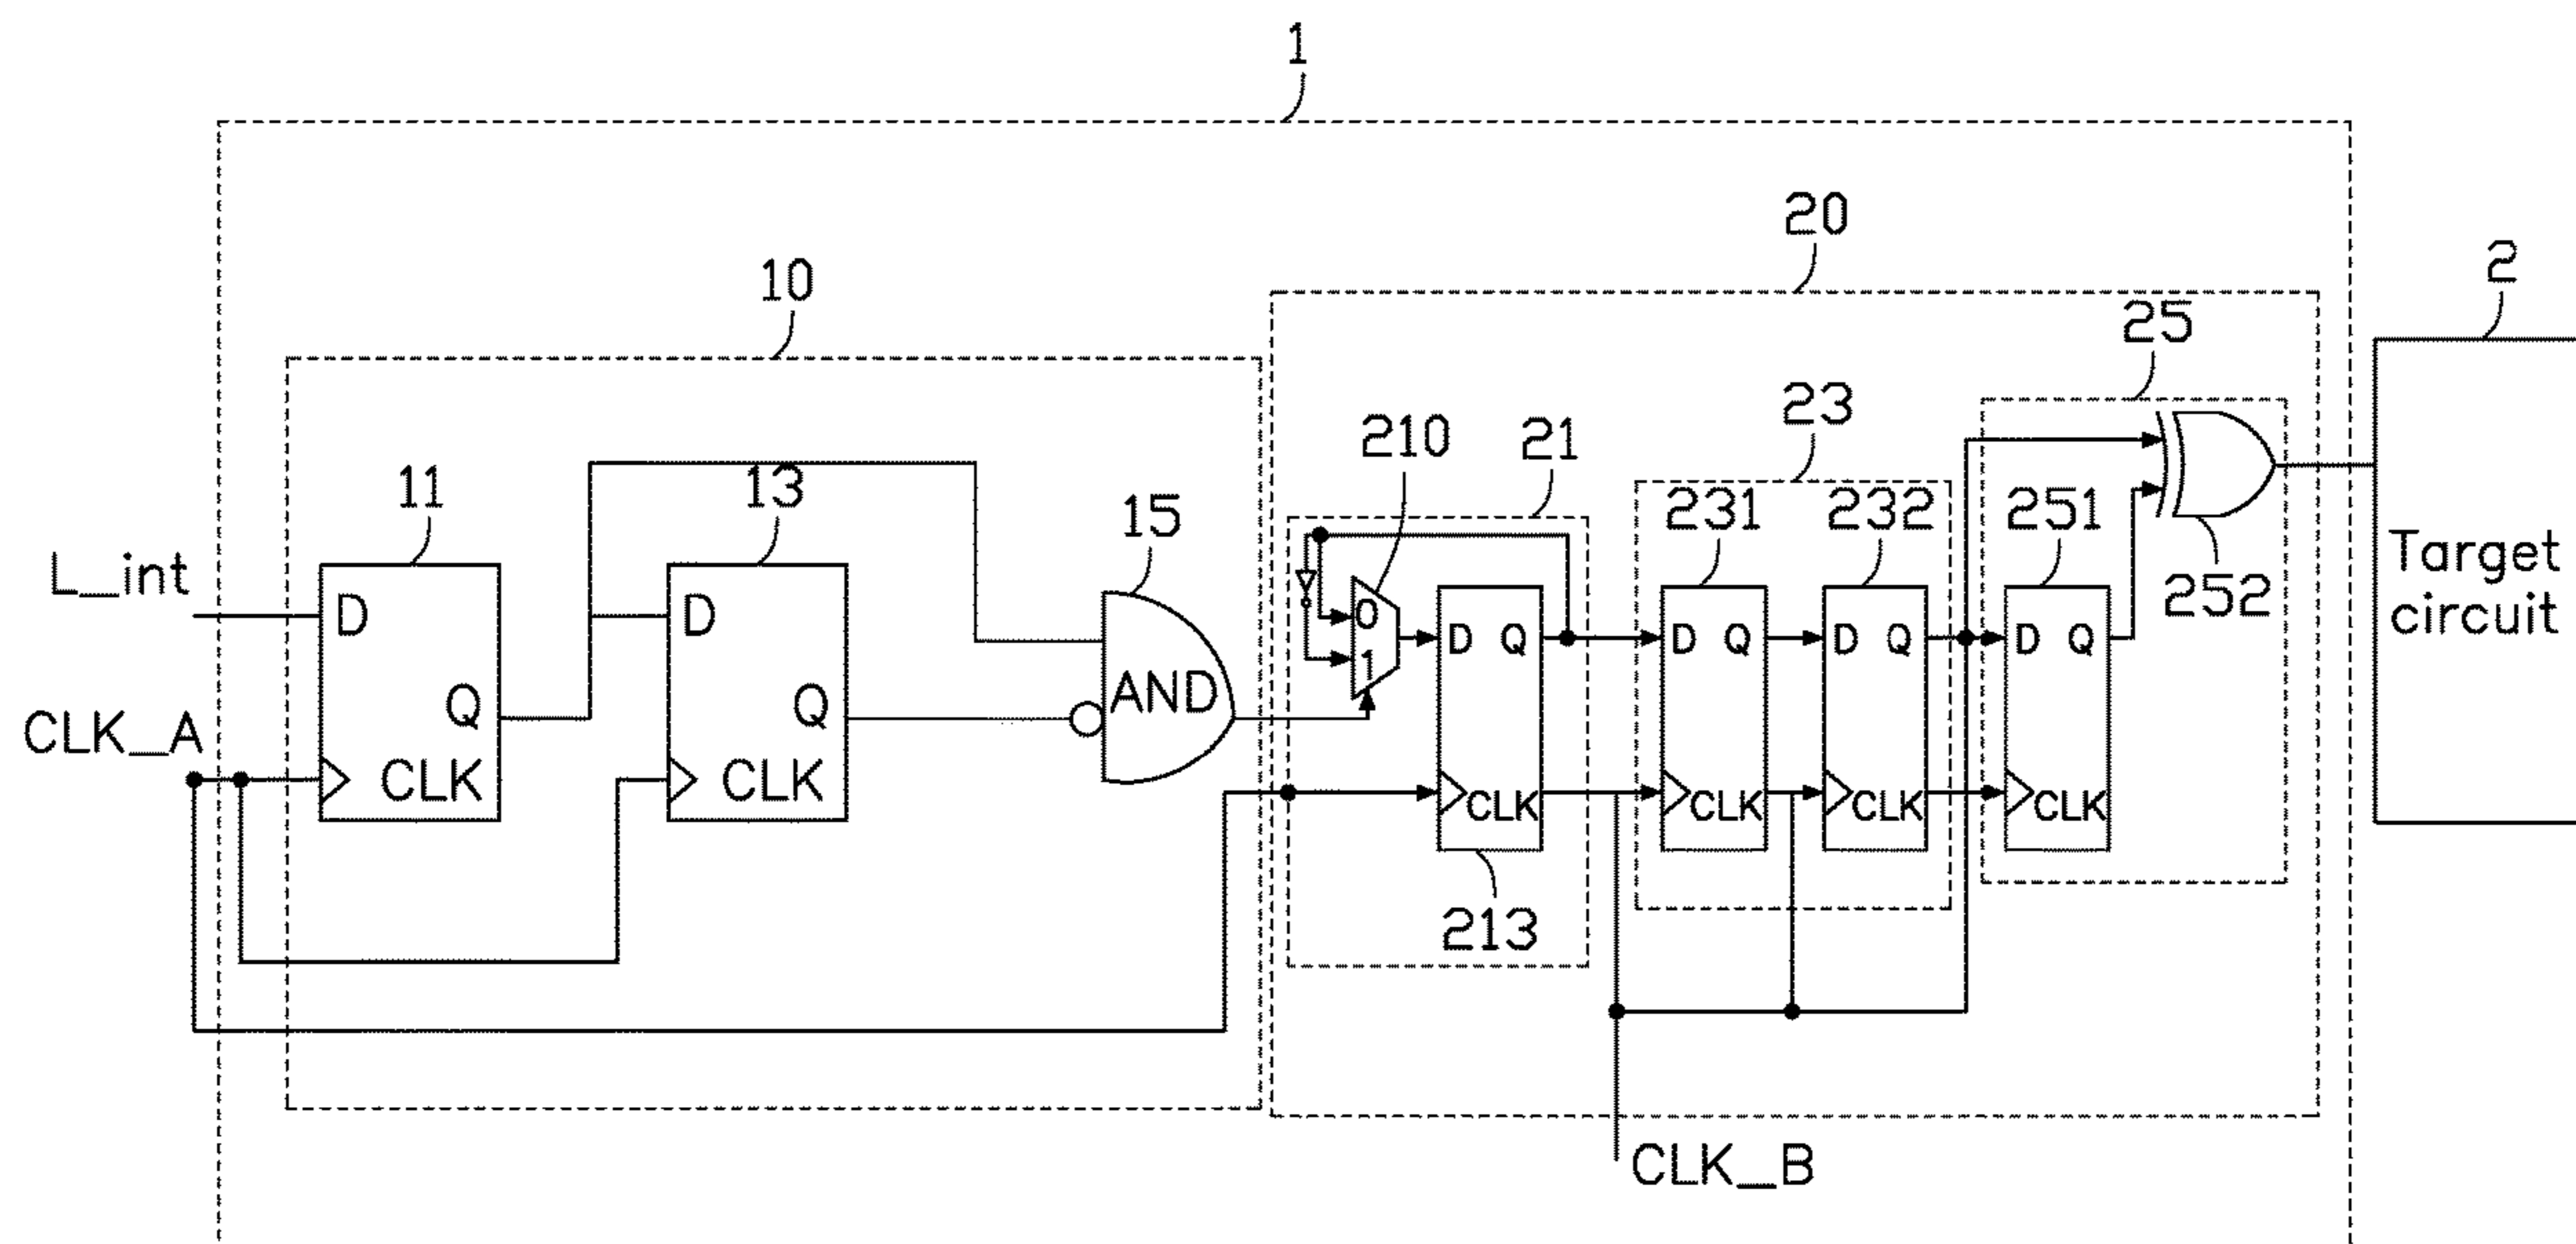 1
20
2
10
25
23
210
21
11
13
15
231
232
251
L_int
D
D
AND
0
1
D Q
D Q
D Q
D Q
252
Target
circuit
Q
Q
CLK_A
CLK
CLK
CLK
CLK
CLK
CLK
213
CLK_B